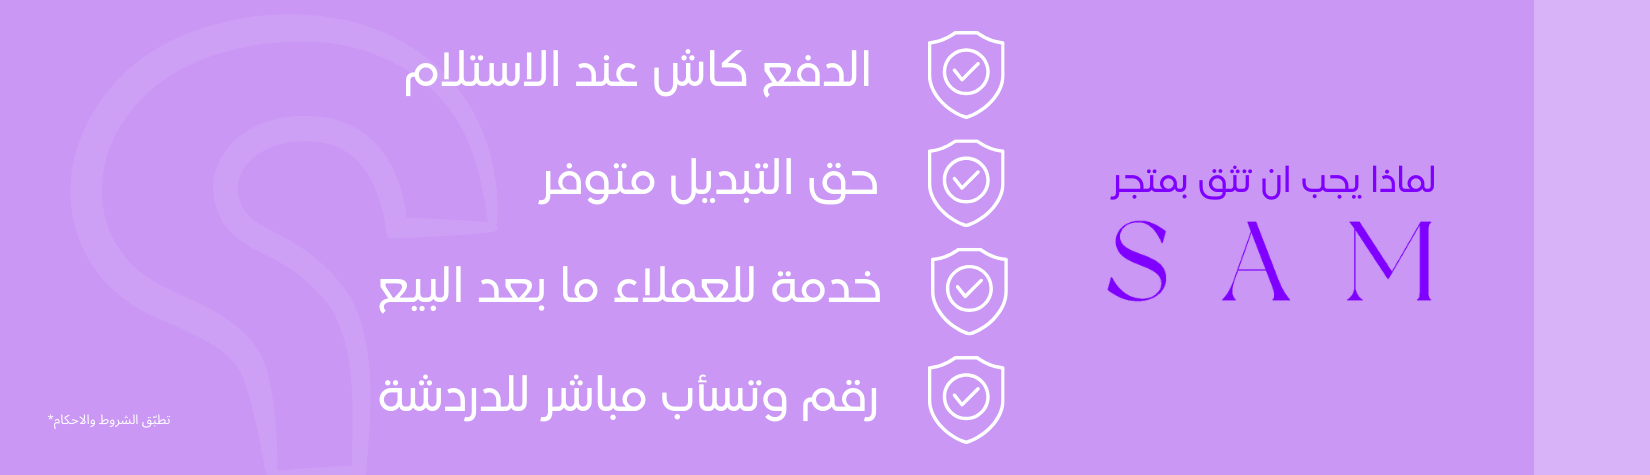 لماذا يجب ان تثق بمتجر
SAM
الدفع كاش عند الاستلام
حق التبديل متوفر
خدمة للعملاء ما بعد البيع
رقم وتسأب مباشر للدردشة
تطبّق الشروط والاحكام*